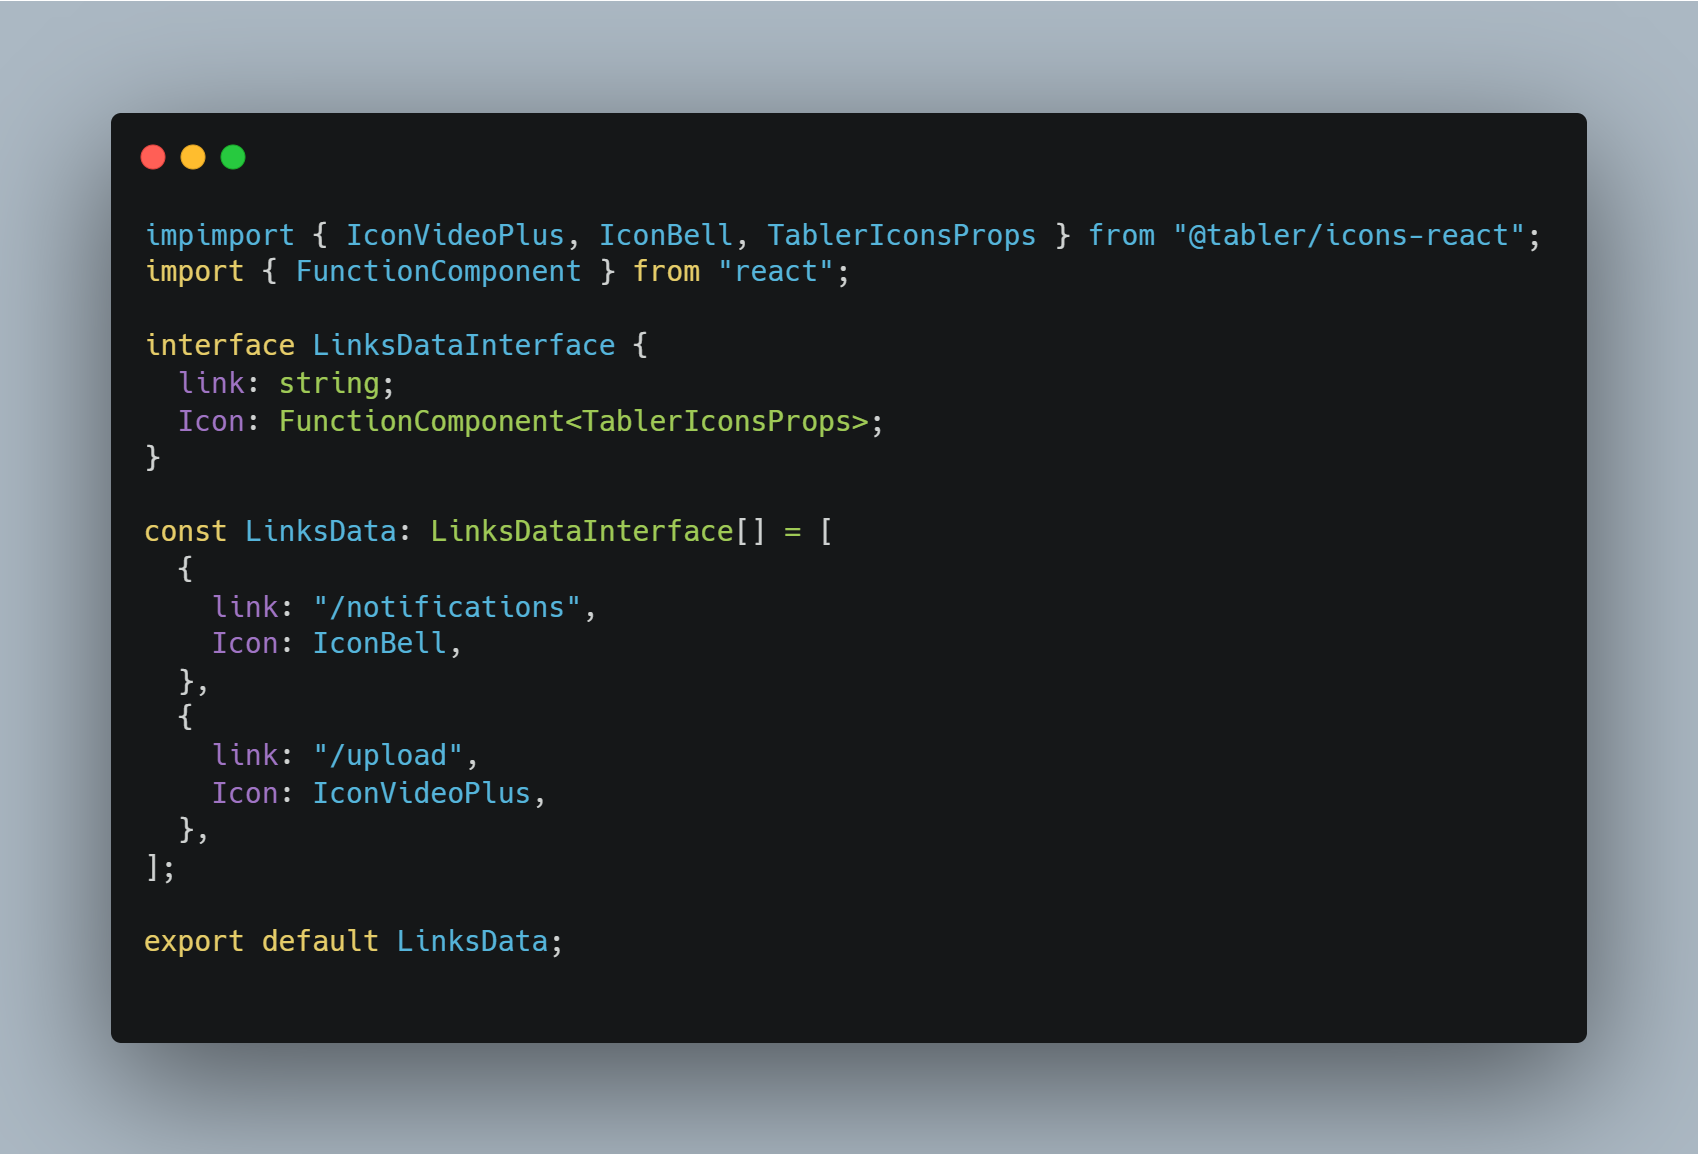 impimport { IconVideoPlus, IconBell, TablerIconsProps } from "@tabler/icons-react";
import { FunctionComponent } from "react";

interface LinksDataInterface {
  link: string;
  Icon: FunctionComponent<TablerIconsProps>;
}

const LinksData: LinksDataInterface[] = [
  {
    link: "/notifications",
    Icon: IconBell,
  },
  {
    link: "/upload",
    Icon: IconVideoPlus,
  },
];

export default LinksData;